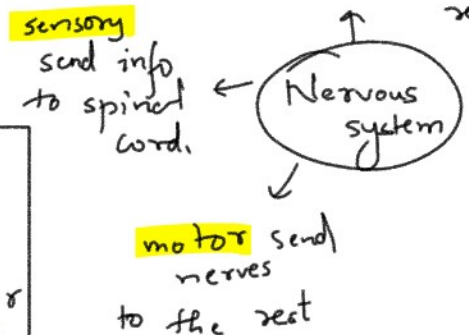 sensory
send info
to spinal
cord.
Nervous
system
motor send
nerves
to the rest
r